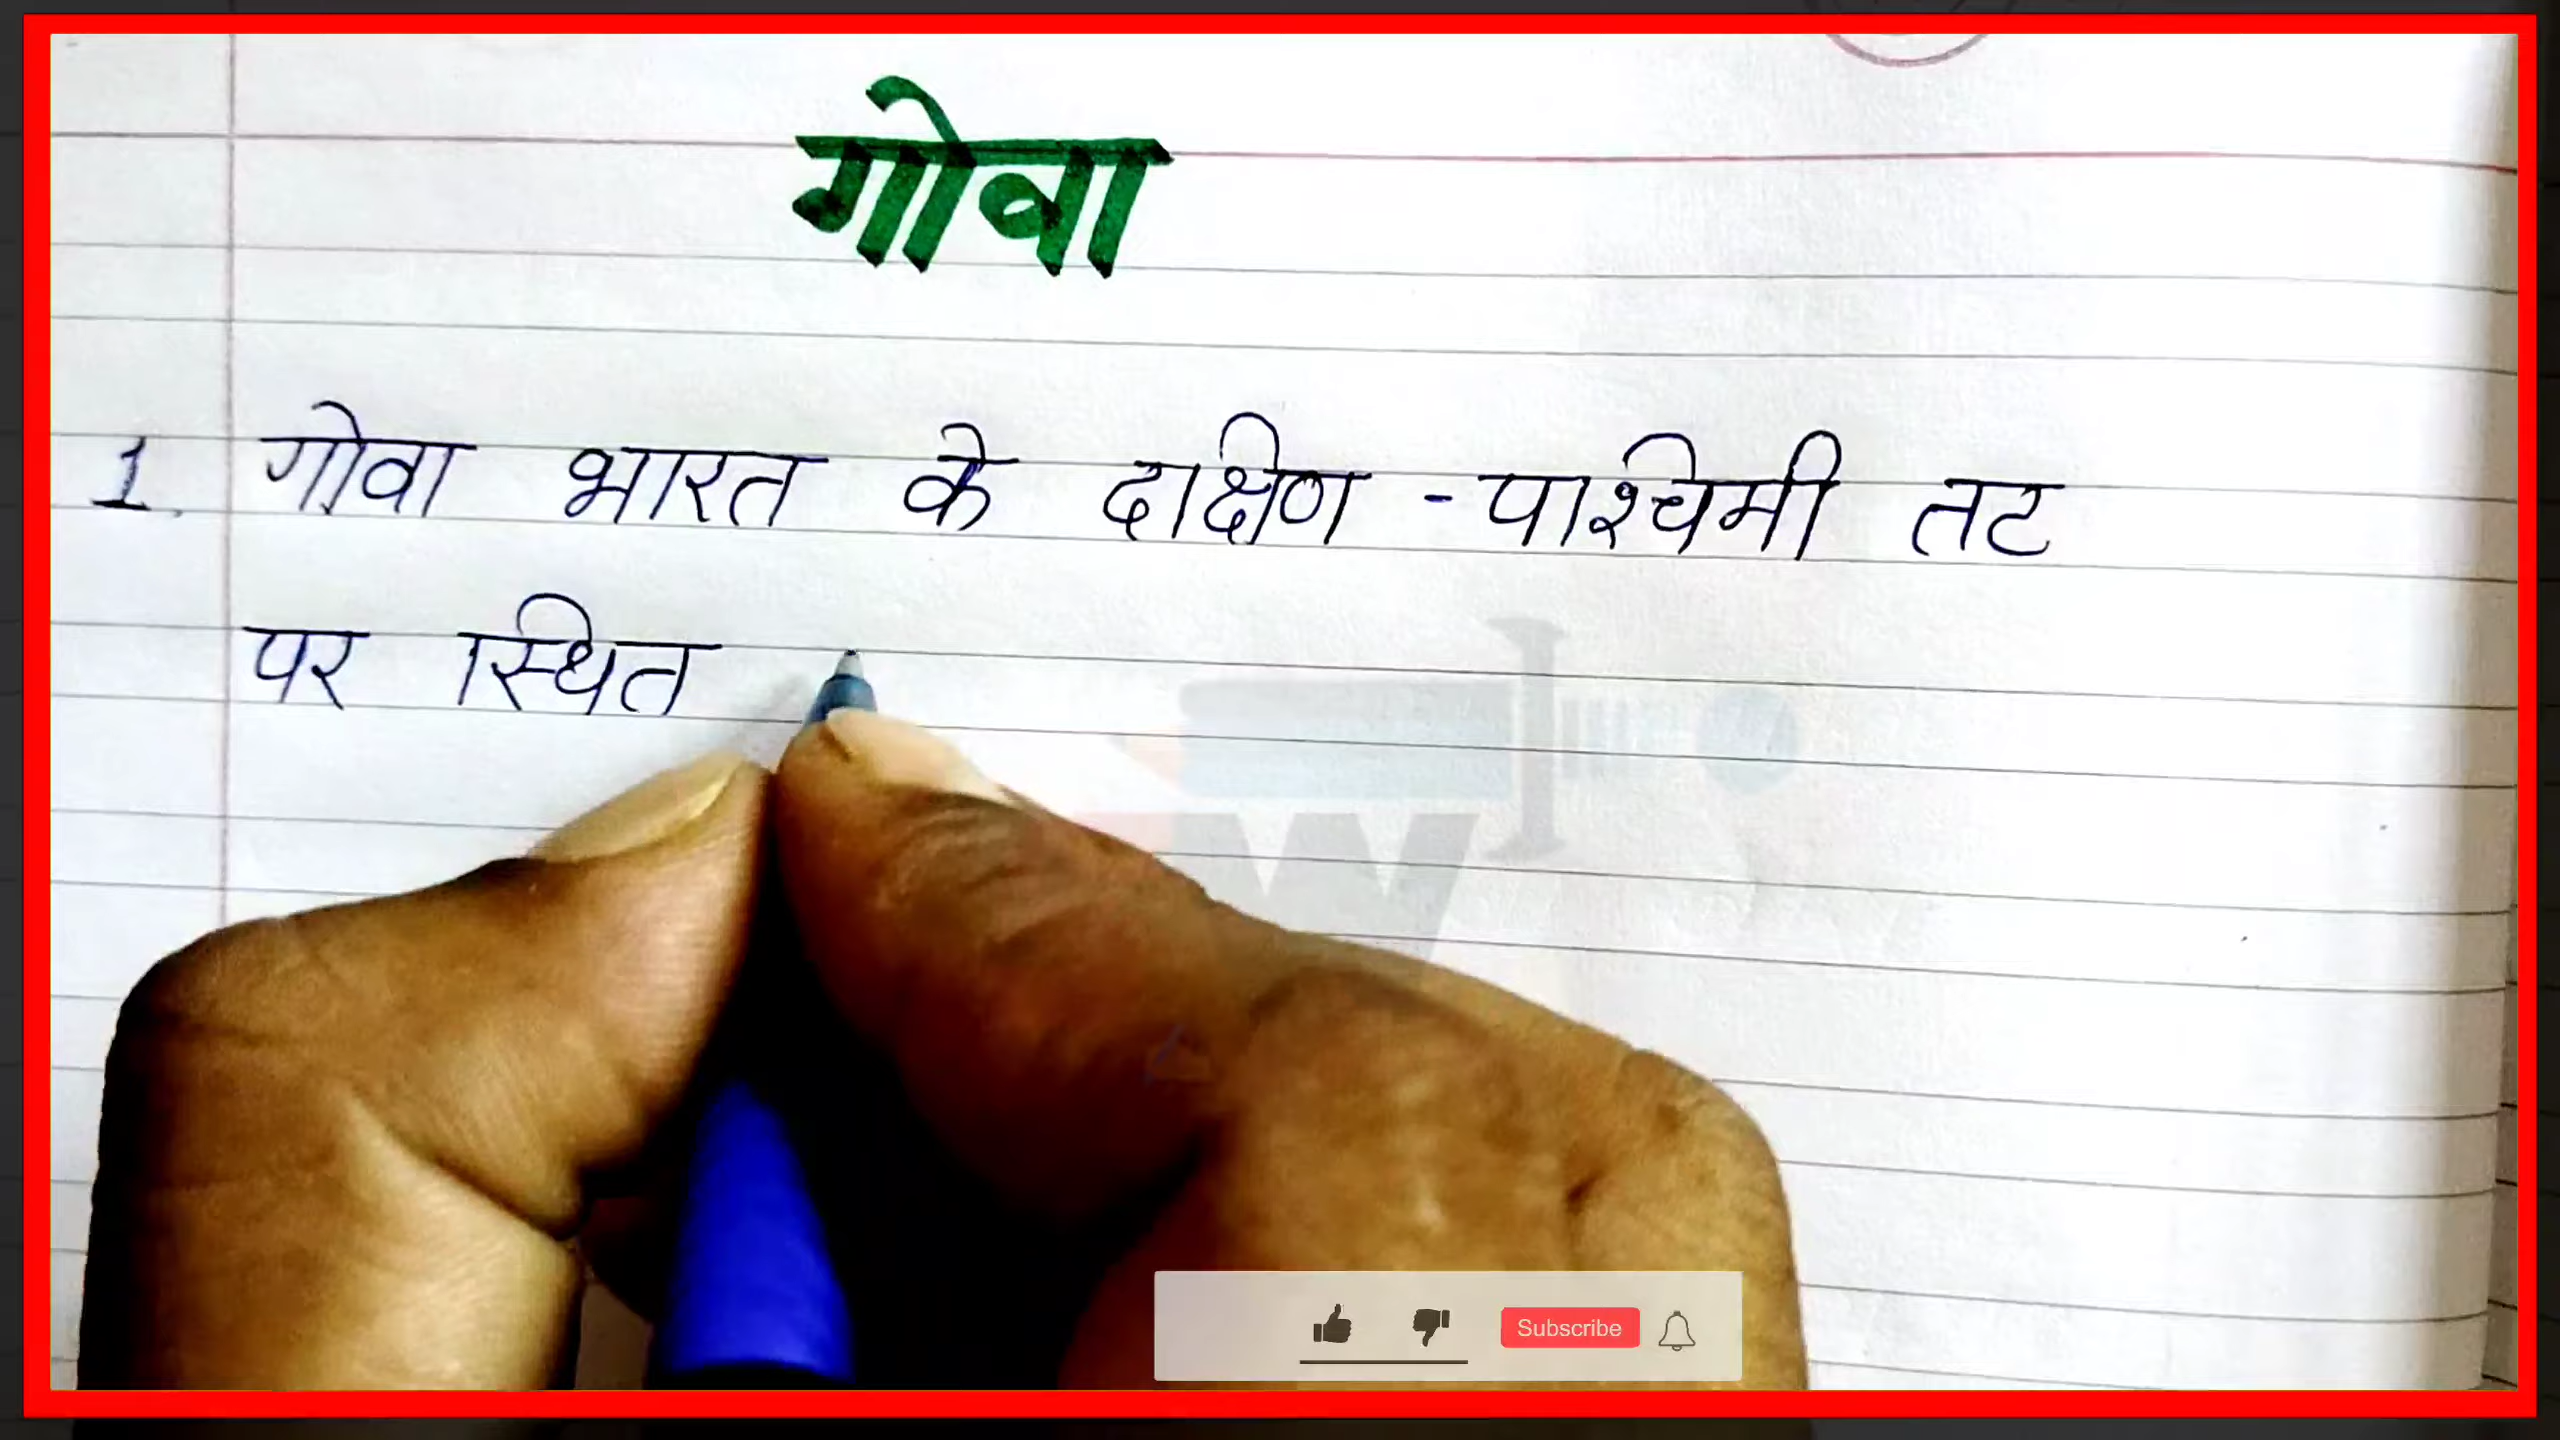 गोवा
1. गोवा भारत के दक्षिण - पश्चिमी तट
पर स्थित
W
Subscribe